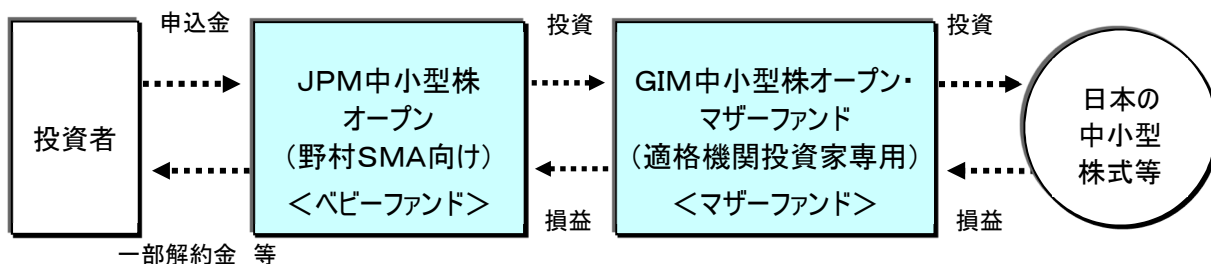 申込金
投資
投資
投資者
JPM中小型株
オープン
(野村SMA向け)
<ベビーファンド>
GIM中小型株オープン・
マザーファンド
(適格機関投資家専用)
<マザーファンド>
日本の
中小型
株式等
一部解約金 等
損益
損益